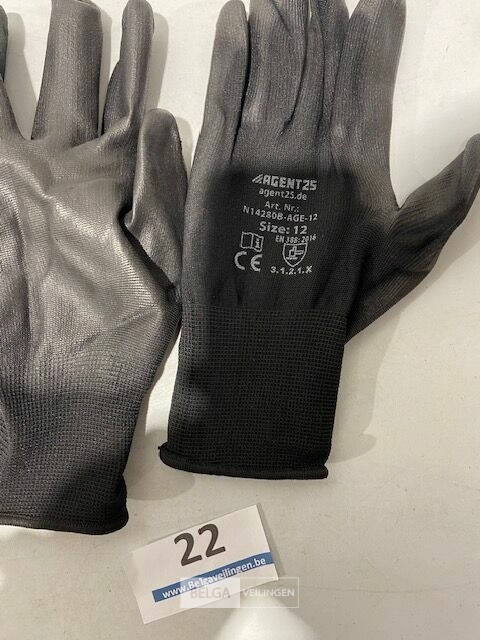 AGENT25
agent25.de
Art. Nr.:
N14280B-AGE-12
Size: 12
EN 388:2016
CE
3.1.2.1.X
22
www.Belgaveilingen.be
BELGA VEILINGEN